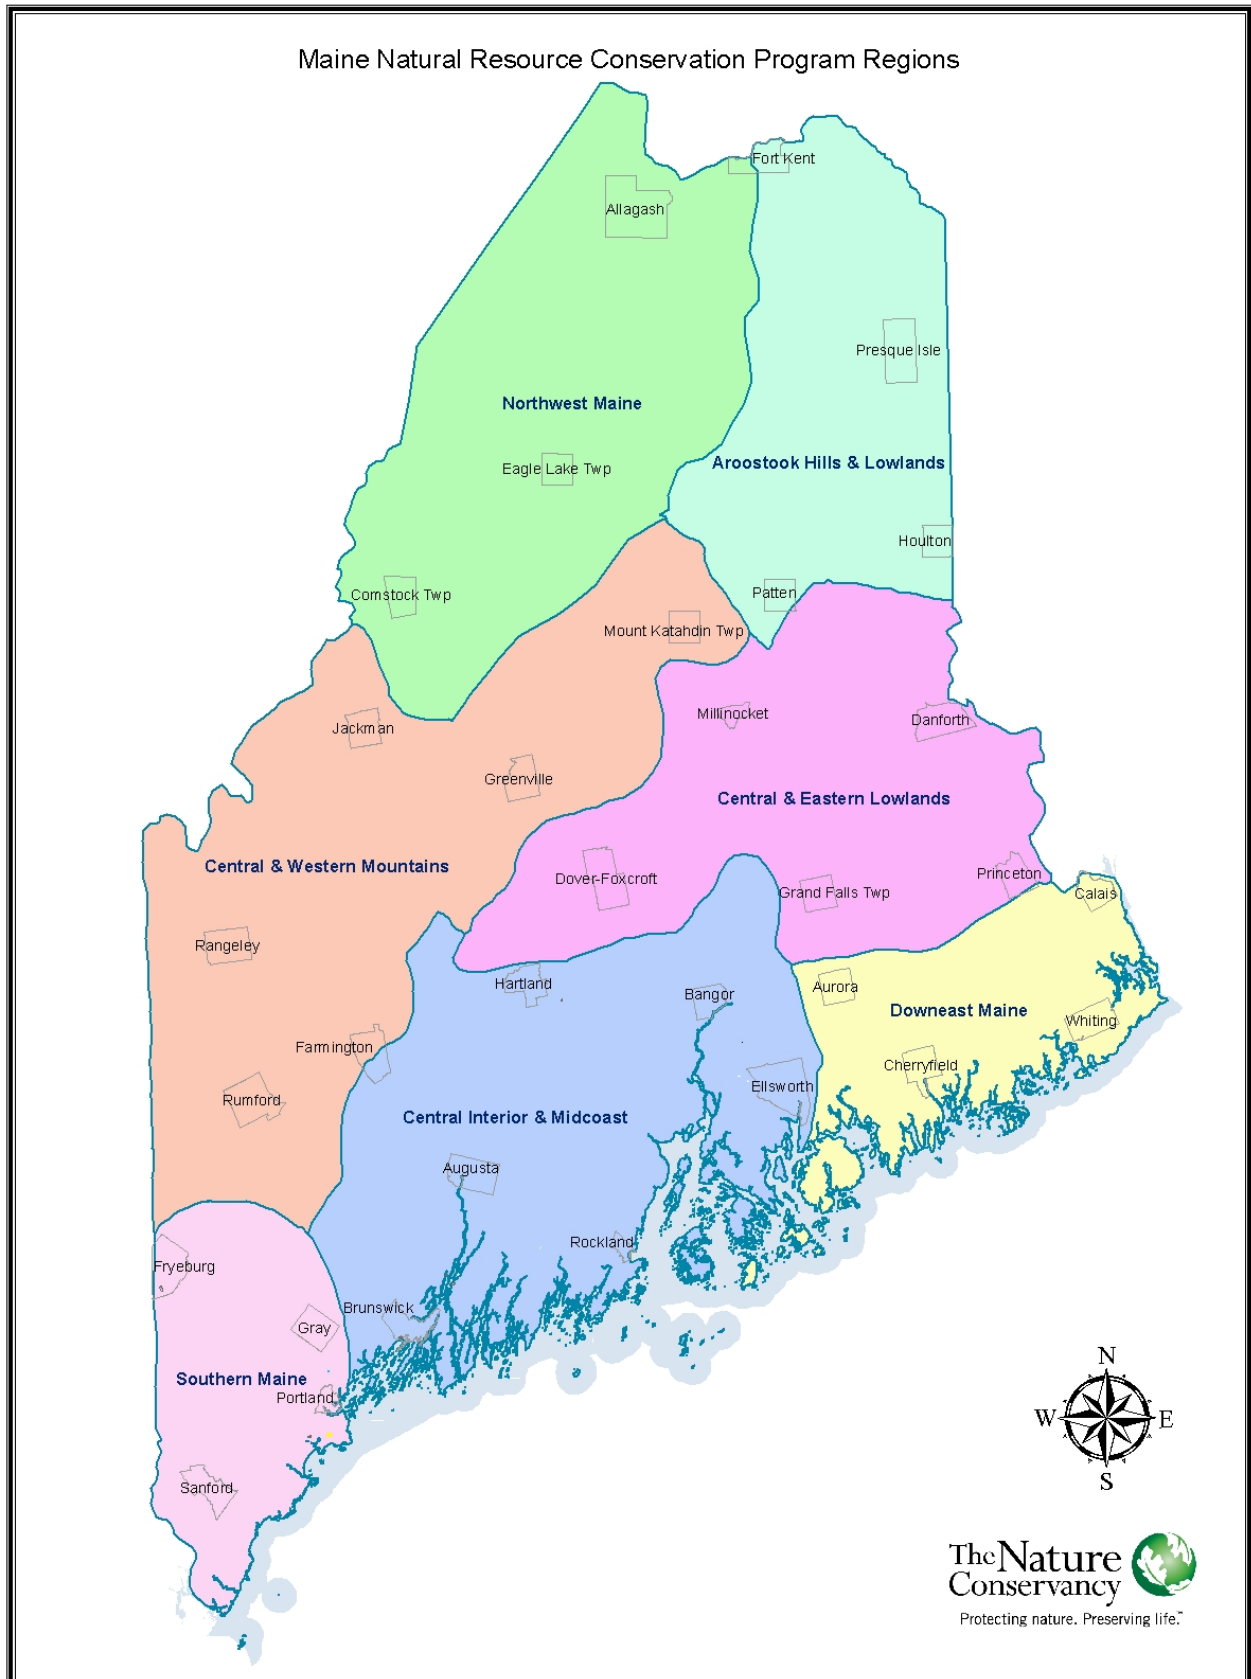 Maine Natural Resource Conservation Program Regions
Fort Kent
Allagash
Presque Isle
Northwest Maine
Aroostook Hills & Lowlands
Eagle Lake Twp
Houlton
Patten
Comstock Twp
Mount Katahdin Twp
Millinocket
Danforth
Jackman
Greenville
Central & Eastern Lowlands
Central & Western Mountains
Dover-Foxcroft
Princeton
Grand Falls Twp
Calais
Rangeley
Hartland
Bangor
Aurora
Downeast Maine
Whiting
Farmington
Cherryfield
Ellsworth
Rumford
Central Interior & Midcoast
Augusta
Rockland
Fryeburg
Brunswick
Gray
Southern Maine
Portland
Sanford
N
W E
S
The Nature
Conservancy
Protecting nature. Preserving life.™